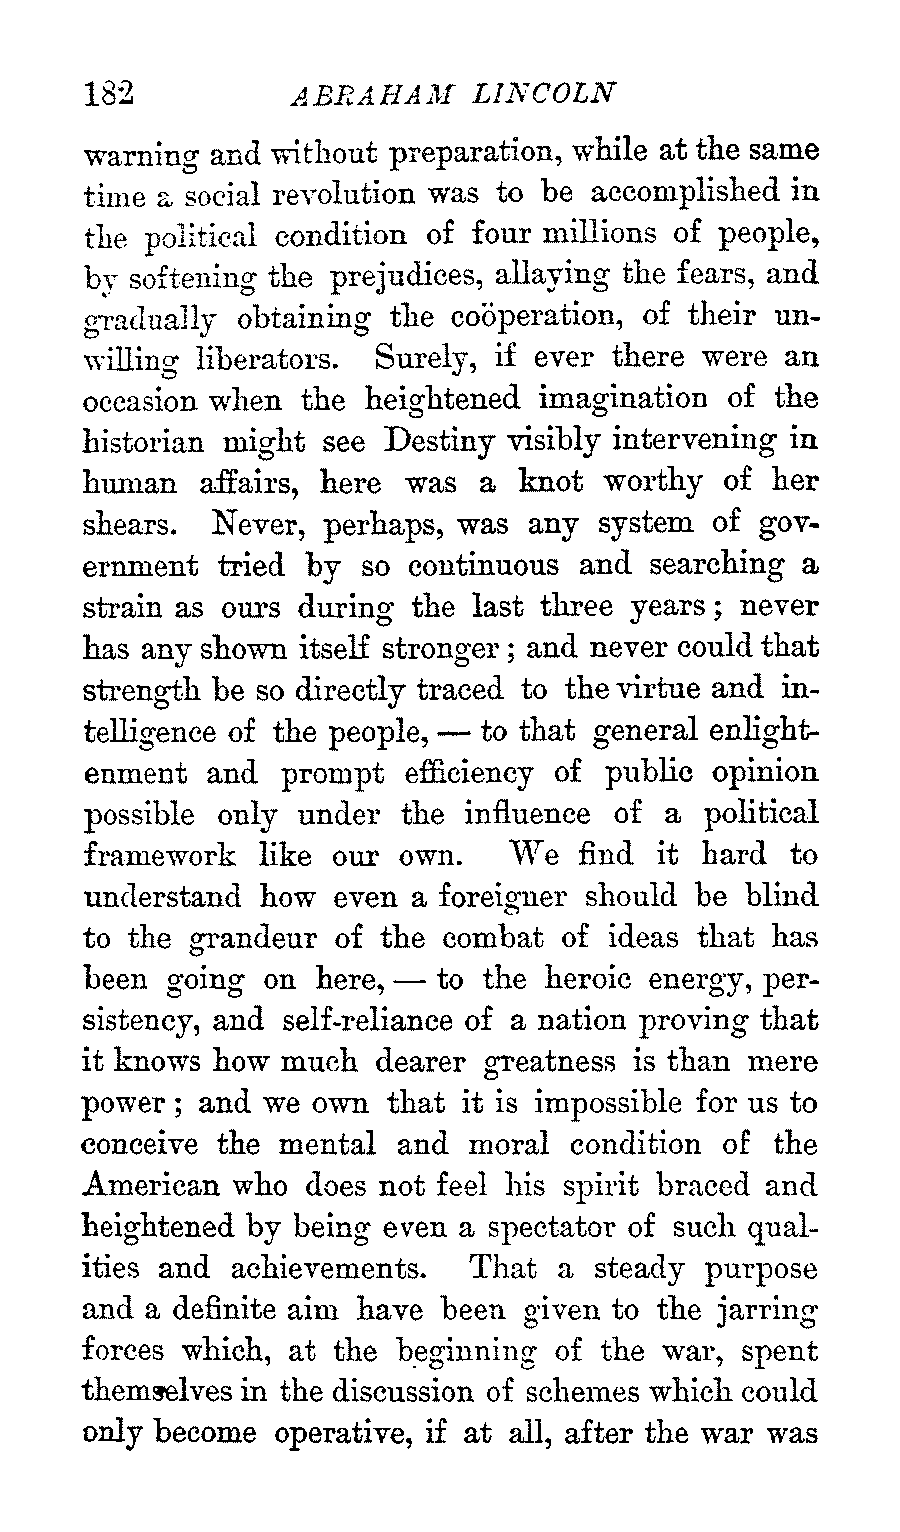 182 ABRAHAM LINCOLN
warning and without preparation, while at the same
time a social revolution was to be accomplished in
the political condition of four millions of people,
by softening the prejudices, allaying the fears, and
gradually obtaining the coöperation, of their un-
willing liberators. Surely, if ever there were an
occasion when the heightened imagination of the
historian might see Destiny visibly intervening in
human affairs, here was a knot worthy of her
shears. Never, perhaps, was any system of gov-
ernment tried by so continuous and searching a
strain as ours during the last three years; never
has any shown itself stronger; and never could that
strength be so directly traced to the virtue and in-
telligence of the people, — to that general enlight-
enment and prompt efficiency of public opinion
possible only under the influence of a political
framework like our own. We find it hard to
understand how even a foreigner should be blind
to the grandeur of the combat of ideas that has
been going on here, — to the heroic energy, per-
sistency, and self-reliance of a nation proving that
it knows how much dearer greatness is than mere
power; and we own that it is impossible for us to
conceive the mental and moral condition of the
American who does not feel his spirit braced and
heightened by being even a spectator of such qual-
ities and achievements. That a steady purpose
and a definite aim have been given to the jarring
forces which, at the beginning of the war, spent
themselves in the discussion of schemes which could
only become operative, if at all, after the war was